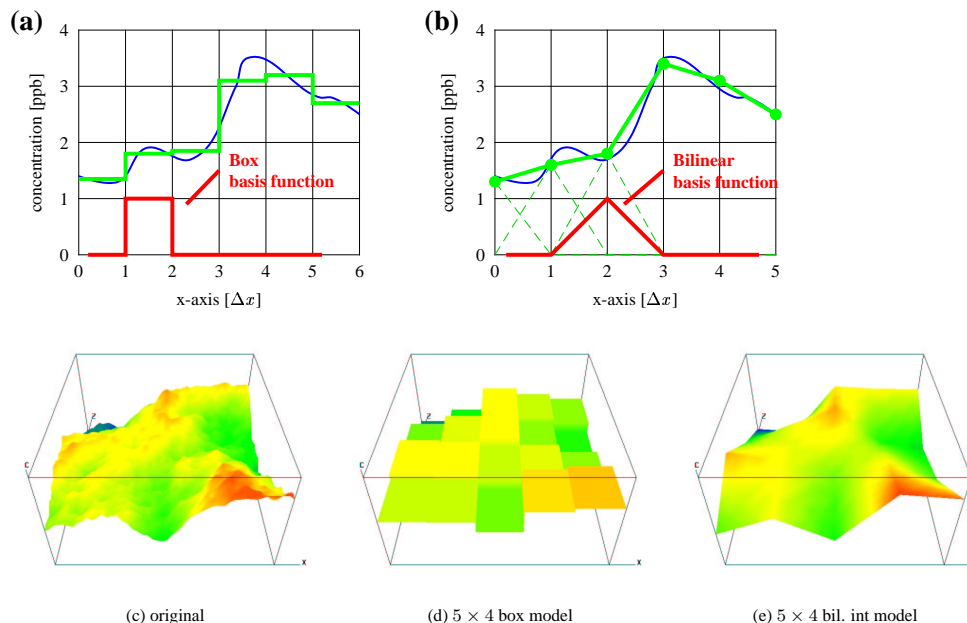 (a)
4
3
2
1
0
concentration [ppb]
Box
basis function
0 1 2 3 4 5 6
x-axis [Δx]
(b)
4
3
2
1
0
concentration [ppb]
Bilinear
basis function
0 1 2 3 4 5
x-axis [Δx]
C
Z
X
(c) original
C
Z
X
(d) 5 × 4 box model
C
Z
X
(e) 5 × 4 bil. int model